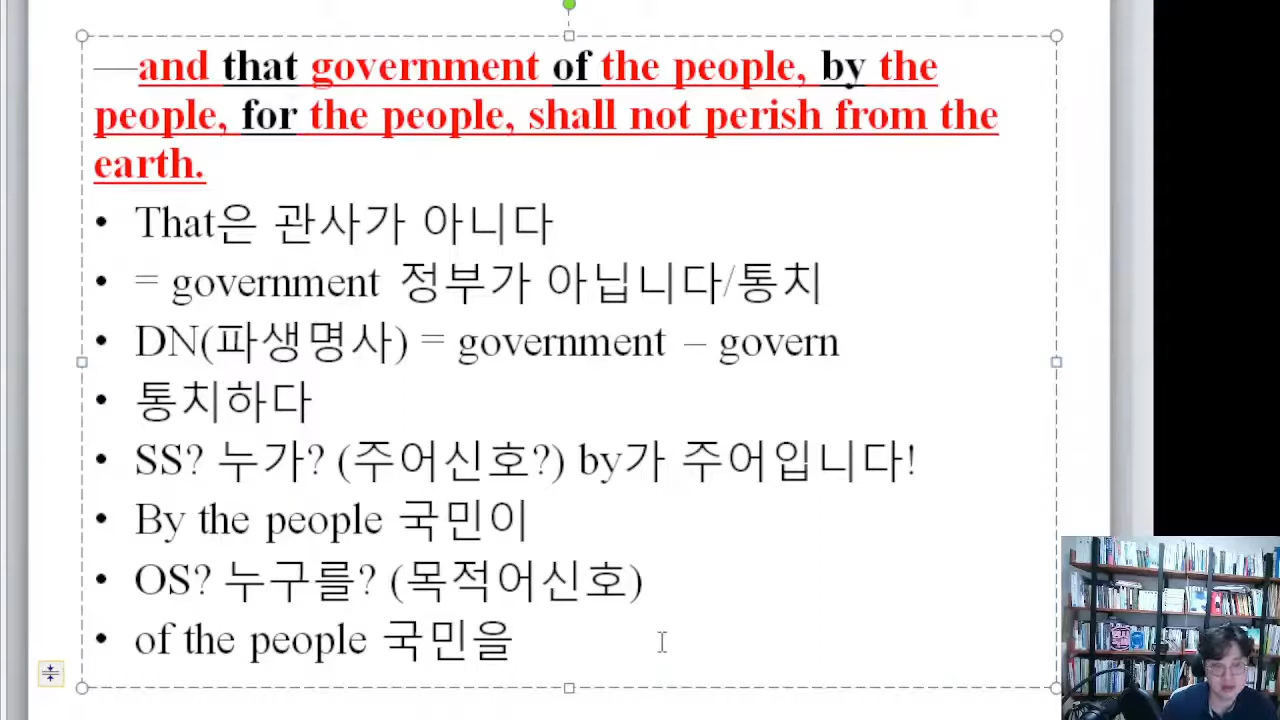 —and that government of the people, by the
people, for the people, shall not perish from the
earth.
• That은 관사가 아니다
• = government 정부가 아닙니다/통치
• DN(파생명사) = government – govern
• 통치하다
• SS? 누가? (주어신호?) by가 주어입니다!
• By the people 국민이
• OS? 누구를? (목적어신호)
• of the people 국민을